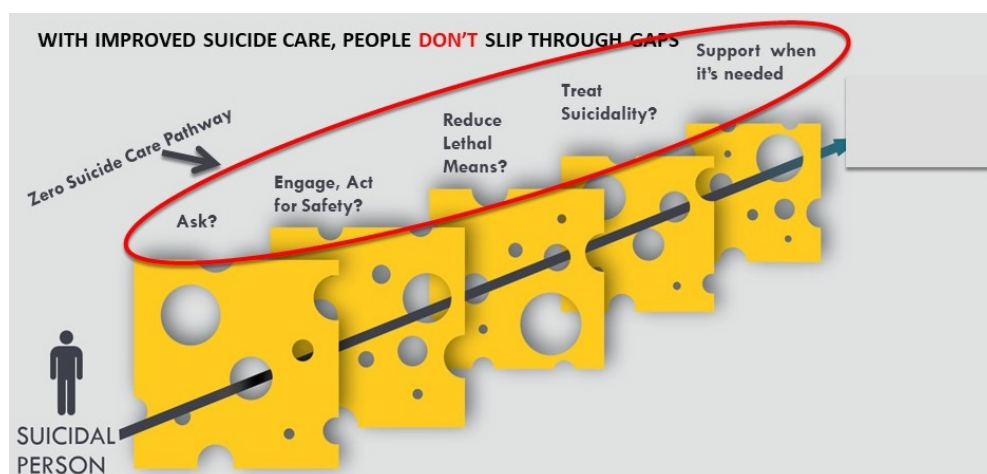 WITH IMPROVED SUICIDE CARE, PEOPLE DON'T SLIP THROUGH GAPS
Support when
it's needed
Treat
Suicidality?
Reduce
Lethal
Means?
Zero Suicide Care Pathway
Engage, Act
for Safety?
Ask?
SUICIDAL
PERSON